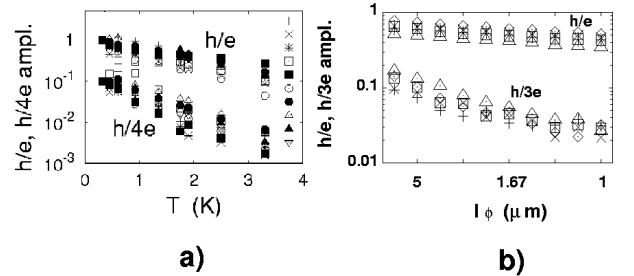 h/e, h/4e ampl.
1
10-1
10-2
10-3
h/e
h/4e
0 1 2 3 4
T (K)
a)
h/e, h/3e ampl.
1
0.1
0.01
h/e
h/3e
5 1.67 1
l ϕ (μm)
b)